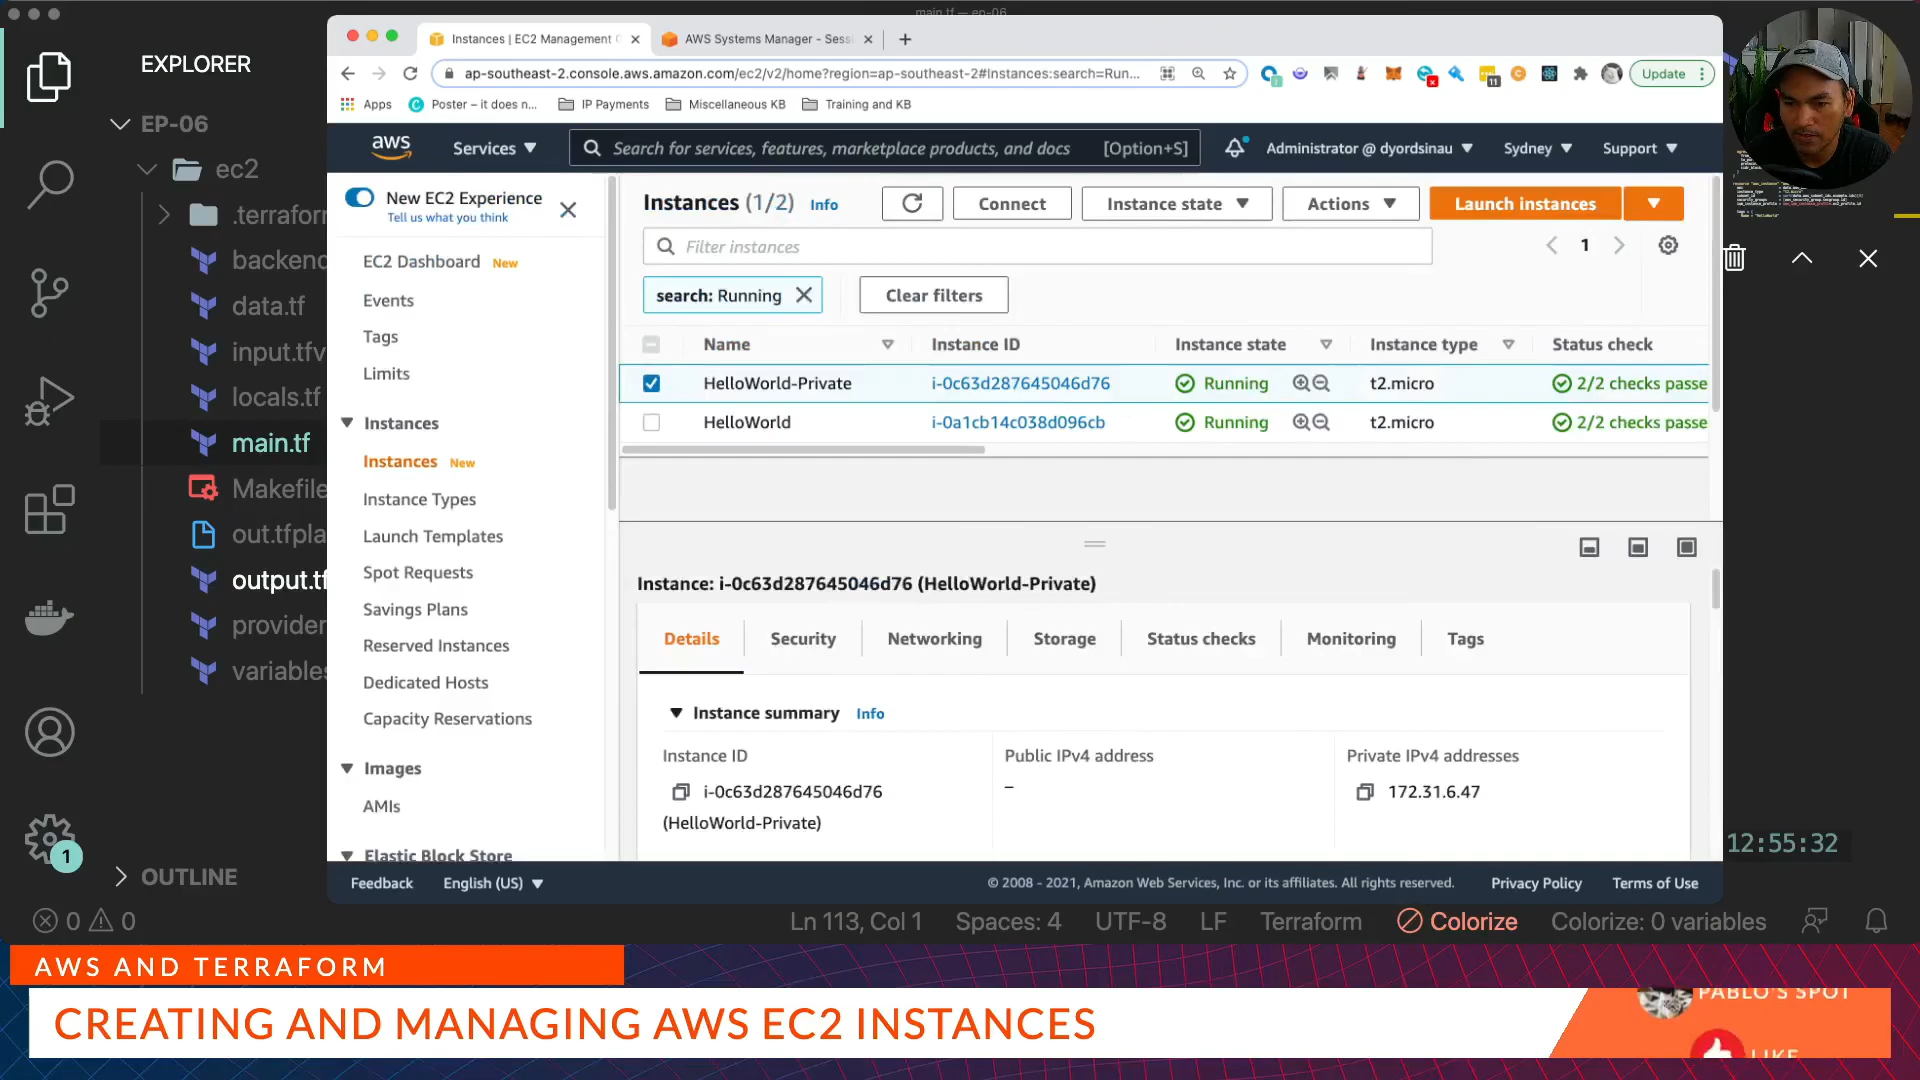 main.tf — ep-06
EXPLORER
EP-06
ec2
.terraform
backend
data.tf
input.tfv
locals.tf
main.tf
Makefile
out.tfpla
output.tf
provider
variables
OUTLINE
1
Instances | EC2 Management C
AWS Systems Manager - Sess
ap-southeast-2.console.aws.amazon.com/ec2/v2/home?region=ap-southeast-2#Instances:search=Run...
11
Update
Apps
Poster – it does n...
IP Payments
Miscellaneous KB
Training and KB
aws
Services
Search for services, features, marketplace products, and docs
[Option+S]
Administrator @ dyordsinau
Sydney
Support
New EC2 Experience
Tell us what you think
EC2 Dashboard New
Events
Tags
Limits
Instances
Instances New
Instance Types
Launch Templates
Spot Requests
Savings Plans
Reserved Instances
Dedicated Hosts
Capacity Reservations
Images
AMIs
Elastic Block Store
Instances (1/2) Info
Connect
Instance state
Actions
Launch instances
Filter instances
1
search: Running
Clear filters
Name Instance ID Instance state Instance type Status check
HelloWorld-Private i-0c63d287645046d76 Running t2.micro 2/2 checks passe
HelloWorld i-0a1cb14c038d096cb Running t2.micro 2/2 checks passe
Instance: i-0c63d287645046d76 (HelloWorld-Private)
Details Security Networking Storage Status checks Monitoring Tags
Instance summary Info
Instance ID
i-0c63d287645046d76
(HelloWorld-Private)
Public IPv4 address
–
Private IPv4 addresses
172.31.6.47
Feedback
English (US)
© 2008 - 2021, Amazon Web Services, Inc. or its affiliates. All rights reserved.
Privacy Policy
Terms of Use
12:55:32
0 0
Ln 113, Col 1
Spaces: 4
UTF-8
LF
Terraform
Colorize
Colorize: 0 variables
AWS AND TERRAFORM
CREATING AND MANAGING AWS EC2 INSTANCES
PABLO'S SPOT
LIKE